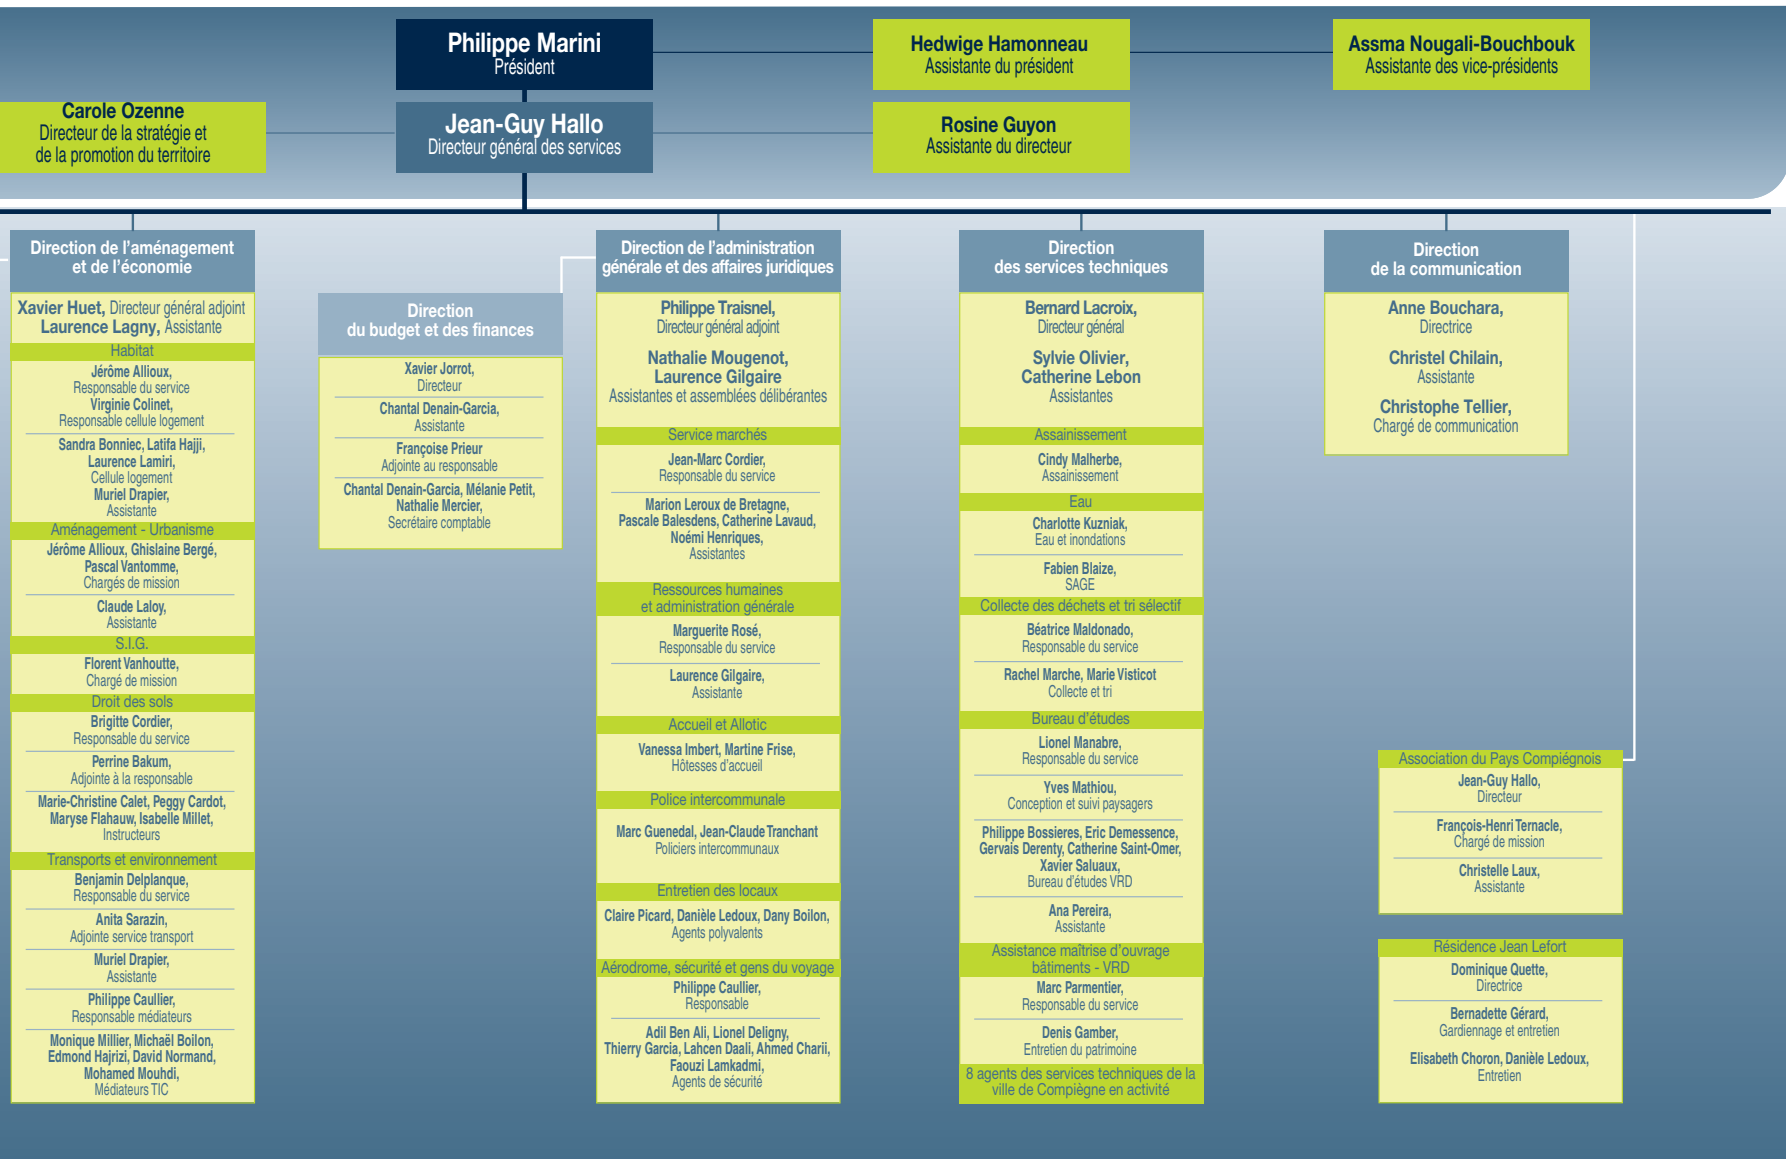 Philippe Marini
Président
Hedwige Hamonneau
Assistante du président
Assma Nougali-Bouchbouk
Assistante des vice-présidents
Carole Ozenne
Directeur de la stratégie et
de la promotion du territoire
Jean-Guy Hallo
Directeur général des services
Rosine Guyon
Assistante du directeur
Direction de l'aménagement
et de l'économie
Xavier Huet, Directeur général adjoint
Laurence Lagny, Assistante
Habitat
Jérôme Allioux,
Responsable du service
Virginie Colinet,
Responsable cellule logement
Sandra Bonniec, Latifa Hajji,
Laurence Lamiri,
Cellule logement
Muriel Drapier,
Assistante
Aménagement - Urbanisme
Jérôme Allioux, Ghislaine Bergé,
Pascal Vantomme,
Chargés de mission
Claude Laloy,
Assistante
S.I.G.
Florent Vanhoutte,
Chargé de mission
Droit des sols
Brigitte Cordier,
Responsable du service
Perrine Bakum,
Adjointe à la responsable
Marie-Christine Calet, Peggy Cardot,
Maryse Flahauw, Isabelle Millet,
Instructeurs
Transports et environnement
Benjamin Delplanque,
Responsable du service
Anita Sarazin,
Adjointe service transport
Muriel Drapier,
Assistante
Philippe Caullier,
Responsable médiateurs
Monique Millier, Michaël Boilon,
Edmond Hajrizi, David Normand,
Mohamed Mouhdi,
Médiateurs TIC
Direction
du budget et des finances
Xavier Jorrot,
Directeur
Chantal Denain-Garcia,
Assistante
Françoise Prieur
Adjointe au responsable
Chantal Denain-Garcia, Mélanie Petit,
Nathalie Mercier,
Secrétaire comptable
Direction de l'administration
générale et des affaires juridiques
Philippe Traisnel,
Directeur général adjoint
Nathalie Mougenot,
Laurence Gilgaire
Assistantes et assemblées délibérantes
Service marchés
Jean-Marc Cordier,
Responsable du service
Marion Leroux de Bretagne,
Pascale Balesdens, Catherine Lavaud,
Noémi Henriques,
Assistantes
Ressources humaines
et administration générale
Marguerite Rosé,
Responsable du service
Laurence Gilgaire,
Assistante
Accueil et Allotic
Vanessa Imbert, Martine Frise,
Hôtesses d'accueil
Police intercommunale
Marc Guenedal, Jean-Claude Tranchant
Policiers intercommunaux
Entretien des locaux
Claire Picard, Danièle Ledoux, Dany Boilon,
Agents polyvalents
Aérodrome, sécurité et gens du voyage
Philippe Caullier,
Responsable
Adil Ben Ali, Lionel Deligny,
Thierry Garcia, Lahcen Daali, Ahmed Charii,
Faouzi Lamkadmi,
Agents de sécurité
Direction
des services techniques
Bernard Lacroix,
Directeur général
Sylvie Olivier,
Catherine Lebon
Assistantes
Assainissement
Cindy Malherbe,
Assainissement
Eau
Charlotte Kuzniak,
Eau et inondations
Fabien Blaize,
SAGE
Collecte des déchets et tri sélectif
Béatrice Maldonado,
Responsable du service
Rachel Marche, Marie Visticot
Collecte et tri
Bureau d'études
Lionel Manabre,
Responsable du service
Yves Mathiou,
Conception et suivi paysagers
Philippe Bossieres, Eric Demessence,
Gervais Derenty, Catherine Saint-Omer,
Xavier Saluaux,
Bureau d'études VRD
Ana Pereira,
Assistante
Assistance maîtrise d'ouvrage
bâtiments - VRD
Marc Parmentier,
Responsable du service
Denis Gamber,
Entretien du patrimoine
8 agents des services techniques de la
ville de Compiègne en activité
Direction
de la communication
Anne Bouchara,
Directrice
Christel Chilain,
Assistante
Christophe Tellier,
Chargé de communication
Association du Pays Compiégnois
Jean-Guy Hallo,
Directeur
François-Henri Ternacle,
Chargé de mission
Christelle Laux,
Assistante
Résidence Jean Lefort
Dominique Quette,
Directrice
Bernadette Gérard,
Gardiennage et entretien
Elisabeth Choron, Danièle Ledoux,
Entretien